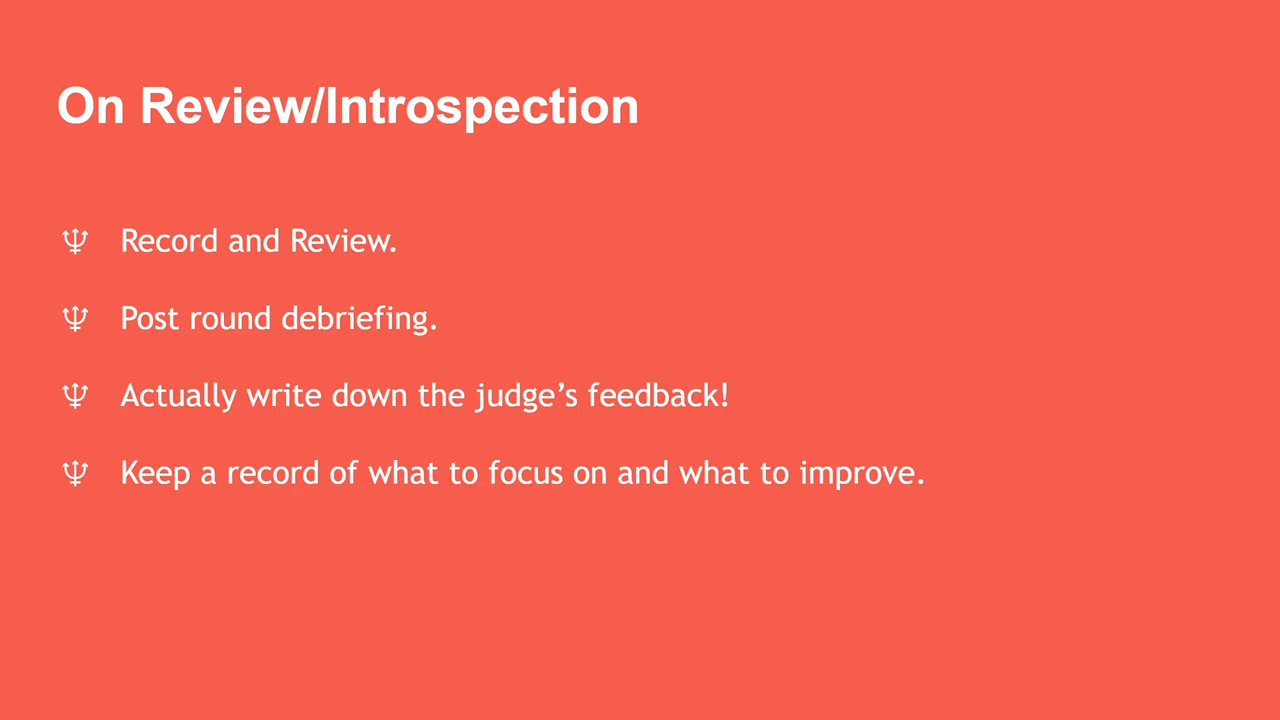 On Review/Introspection
♆ Record and Review.
♆ Post round debriefing.
♆ Actually write down the judge’s feedback!
♆ Keep a record of what to focus on and what to improve.